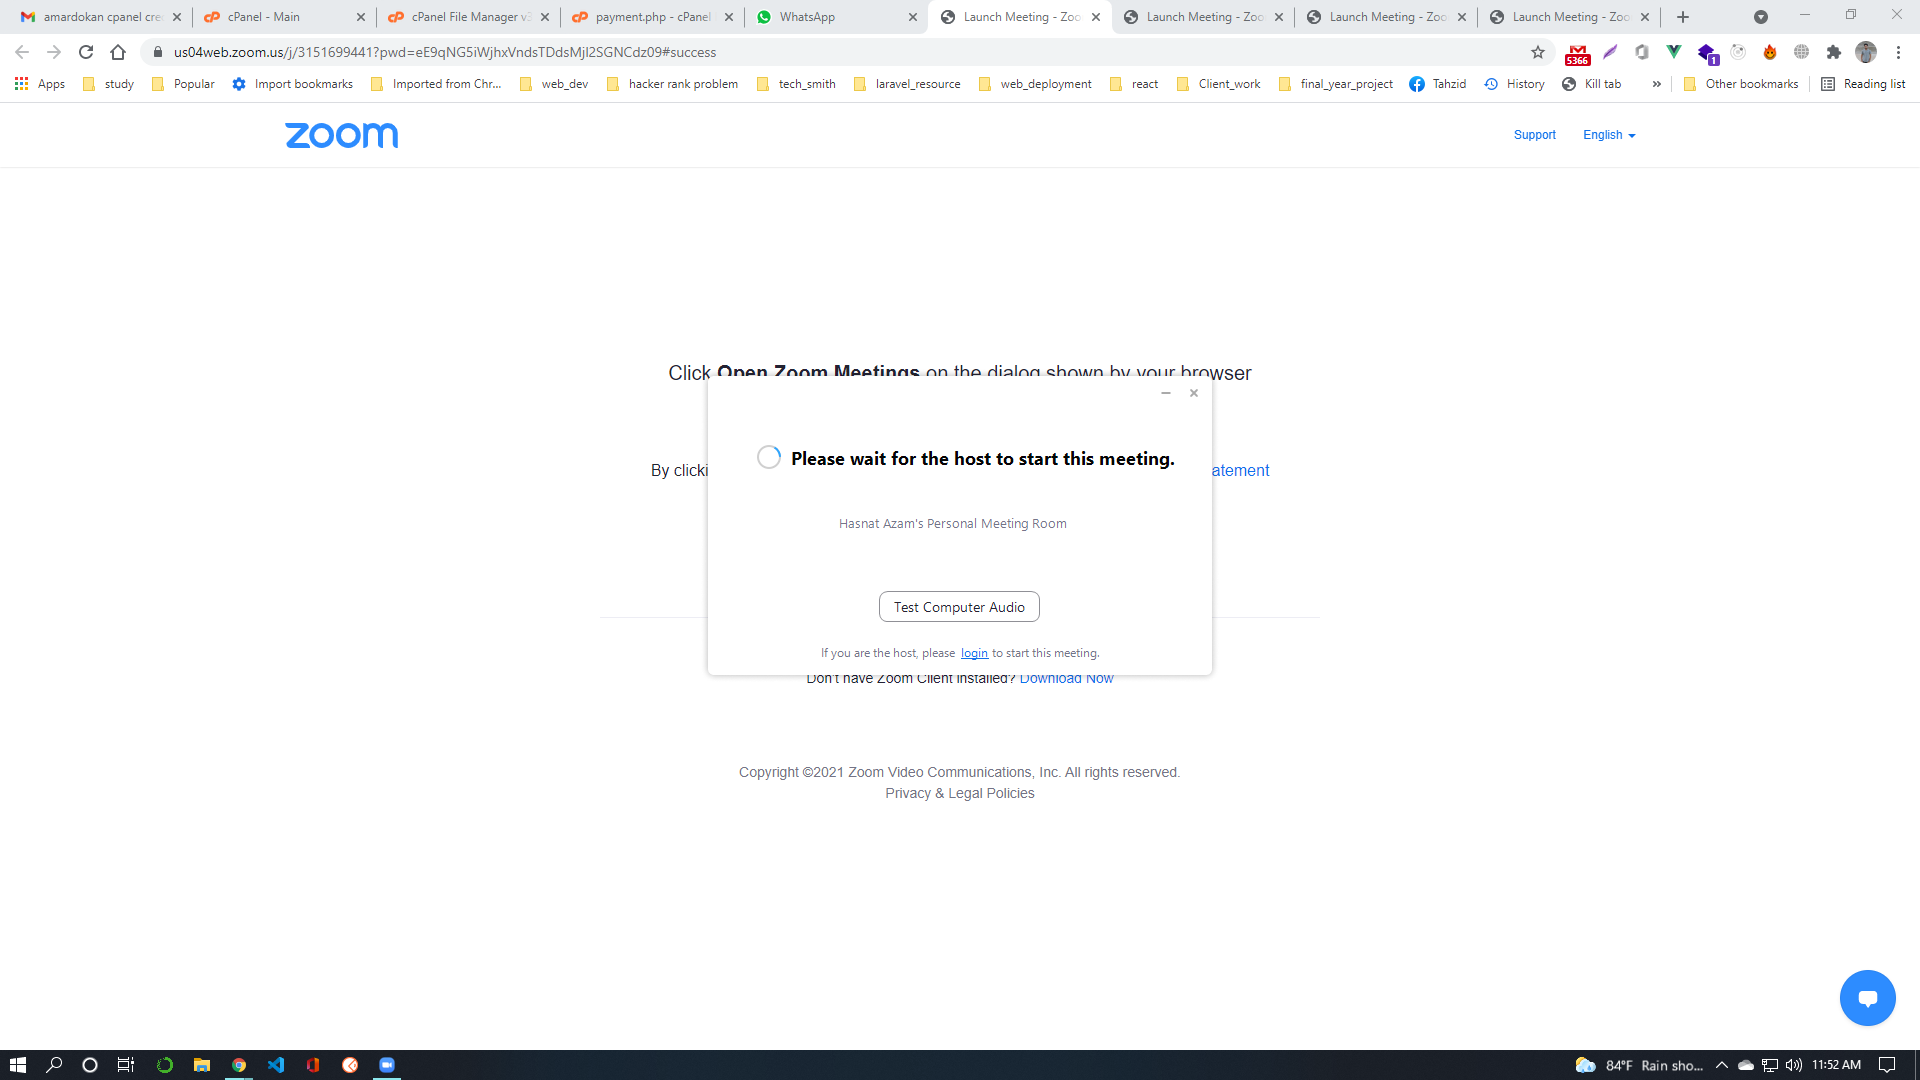 amardokan cpanel cre
cPanel - Main
cPanel File Manager v3
payment.php - cPanel
WhatsApp
Launch Meeting - Zoo
Launch Meeting - Zoo
Launch Meeting - Zoo
Launch Meeting - Zoo
us04web.zoom.us/j/3151699441?pwd=eE9qNG5iWjhxVndsTDdsMjI2SGNCdz09#success
5366
1
Apps
study
Popular
Import bookmarks
Imported from Chr...
web_dev
hacker rank problem
tech_smith
laravel_resource
web_deployment
react
Client_work
final_year_project
Tahzid
History
Kill tab
»
Other bookmarks
Reading list
zoom
Support
English
Click Open Zoom Meetings on the dialog shown by your browser
Please wait for the host to start this meeting.
By clicki
atement
Hasnat Azam's Personal Meeting Room
Test Computer Audio
If you are the host, please login to start this meeting.
Don't have Zoom Client installed? Download Now
Copyright ©2021 Zoom Video Communications, Inc. All rights reserved.
Privacy & Legal Policies
84°F Rain sho...
11:52 AM